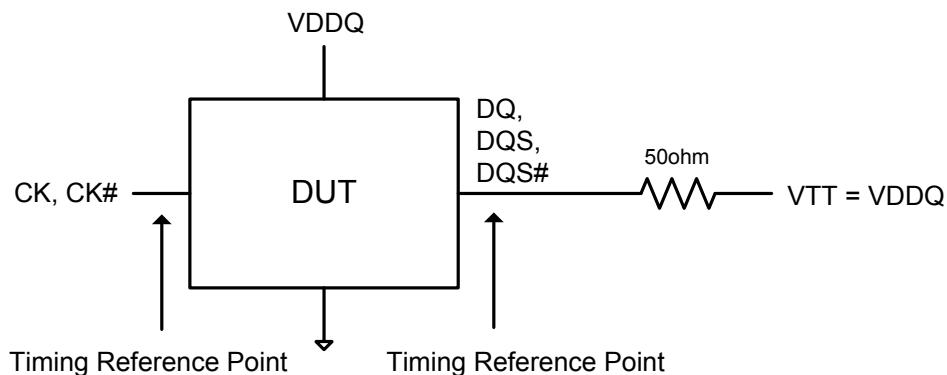 VDDQ
DQ,
DQS,
DQS#
50ohm
CK, CK#
DUT
VTT = VDDQ
Timing Reference Point
Timing Reference Point